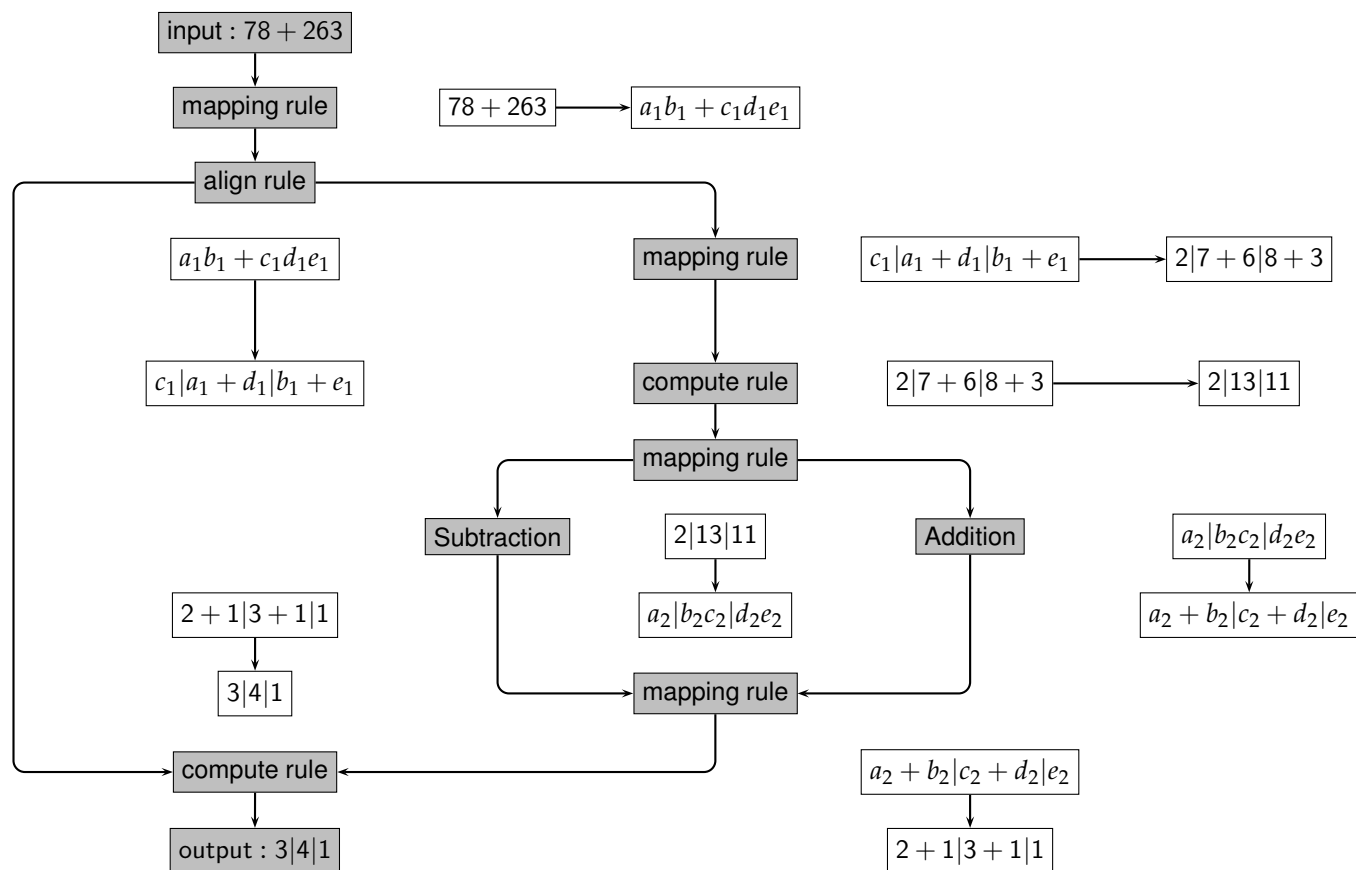 input : 78 + 263
mapping rule
78 + 263
a₁b₁ + c₁d₁e₁
align rule
a₁b₁ + c₁d₁e₁
mapping rule
c₁|a₁ + d₁|b₁ + e₁
2|7 + 6|8 + 3
c₁|a₁ + d₁|b₁ + e₁
compute rule
2|7 + 6|8 + 3
2|13|11
mapping rule
Subtraction
2|13|11
Addition
a₂|b₂c₂|d₂e₂
2 + 1|3 + 1|1
a₂|b₂c₂|d₂e₂
a₂ + b₂|c₂ + d₂|e₂
3|4|1
mapping rule
compute rule
a₂ + b₂|c₂ + d₂|e₂
output : 3|4|1
2 + 1|3 + 1|1